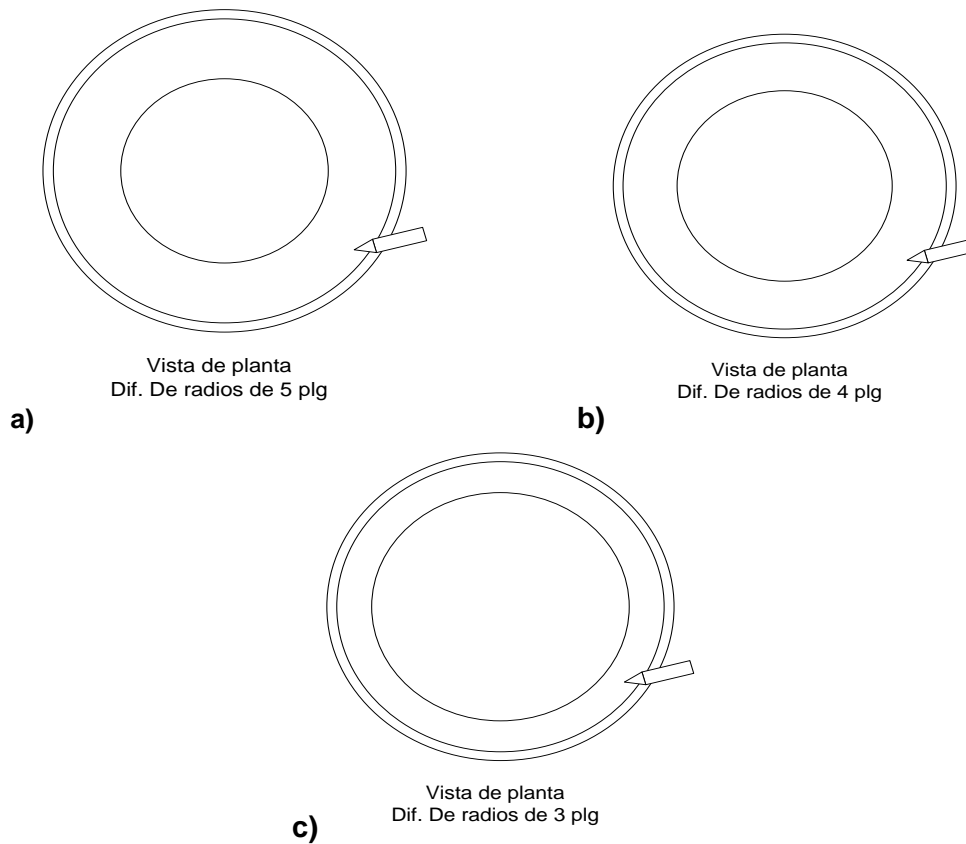 Vista de planta
Dif. De radios de 5 plg
a)
Vista de planta
Dif. De radios de 4 plg
b)
Vista de planta
Dif. De radios de 3 plg
c)